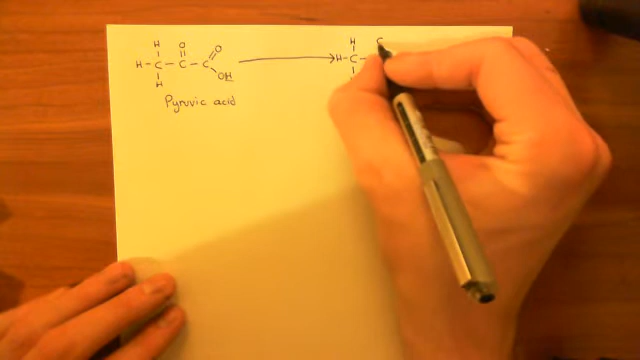 H O H
H-C-C-C O → H-C
H OH
Pyruvic acid